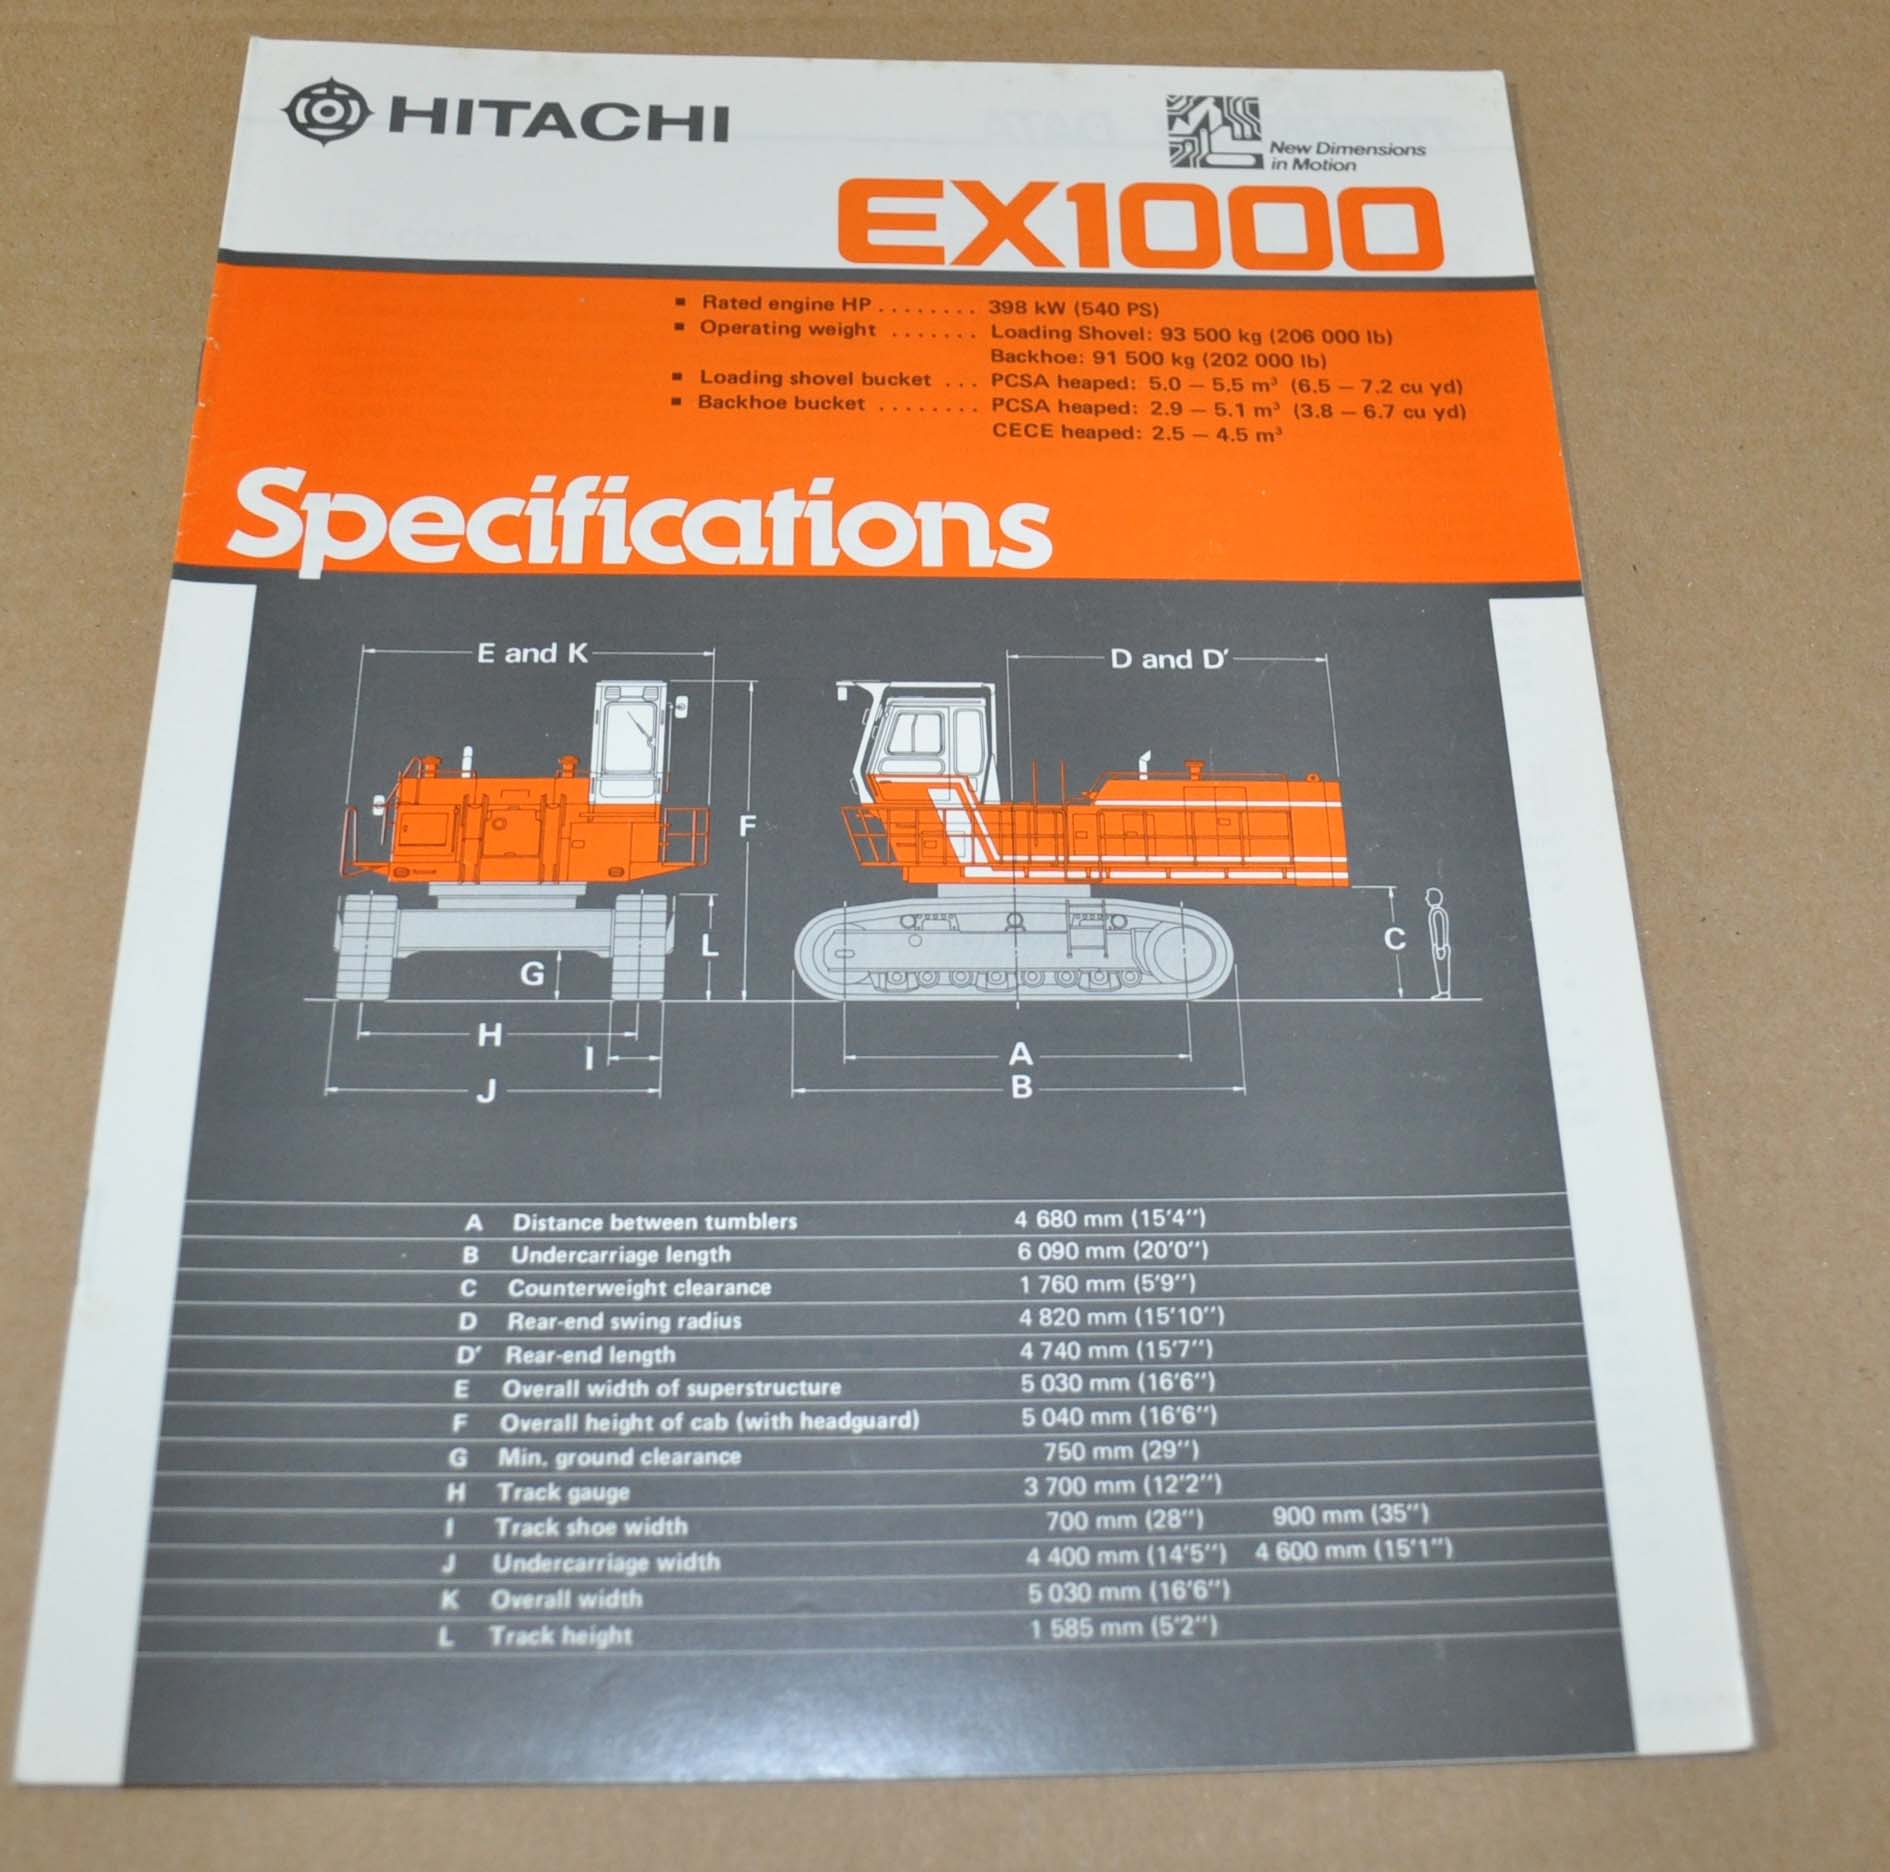 HITACHI
New Dimensions
in Motion
EX1000
■ Rated engine HP ........ 398 kW (540 PS)
■ Operating weight ....... Loading Shovel: 93 500 kg (206 000 lb)
Backhoe: 91 500 kg (202 000 lb)
■ Loading shovel bucket ... PCSA heaped: 5.0 – 5.5 m³ (6.5 – 7.2 cu yd)
■ Backhoe bucket ........ PCSA heaped: 2.9 – 5.1 m³ (3.8 – 6.7 cu yd)
CECE heaped: 2.5 – 4.5 m³
Specifications
E and K
D and D′
F
L
G
C
H
I
J
A
B
A Distance between tumblers 4 680 mm (15′4″)
B Undercarriage length 6 090 mm (20′0″)
C Counterweight clearance 1 760 mm (5′9″)
D Rear-end swing radius 4 820 mm (15′10″)
D′ Rear-end length 4 740 mm (15′7″)
E Overall width of superstructure 5 030 mm (16′6″)
F Overall height of cab (with headguard) 5 040 mm (16′6″)
G Min. ground clearance 750 mm (29″)
H Track gauge 3 700 mm (12′2″)
I Track shoe width 700 mm (28″) 900 mm (35″)
J Undercarriage width 4 400 mm (14′5″) 4 600 mm (15′1″)
K Overall width 5 030 mm (16′6″)
L Track height 1 585 mm (5′2″)